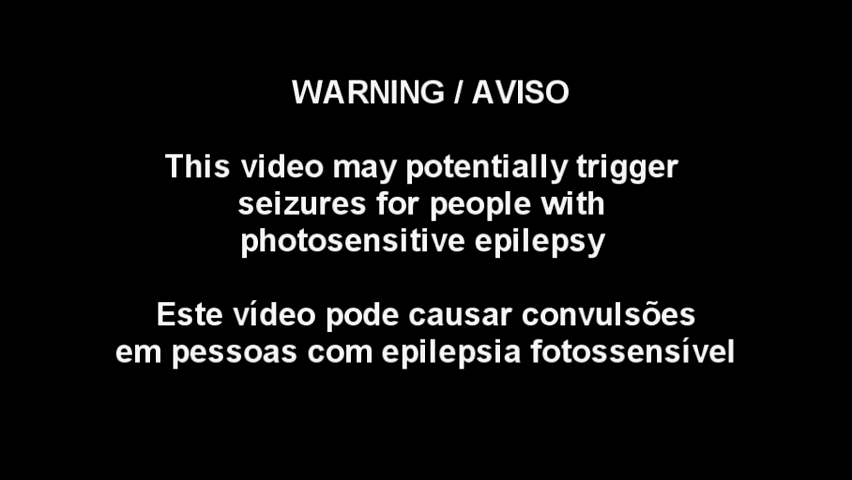 WARNING / AVISO
This video may potentially trigger
seizures for people with
photosensitive epilepsy
Este vídeo pode causar convulsões
em pessoas com epilepsia fotossensível